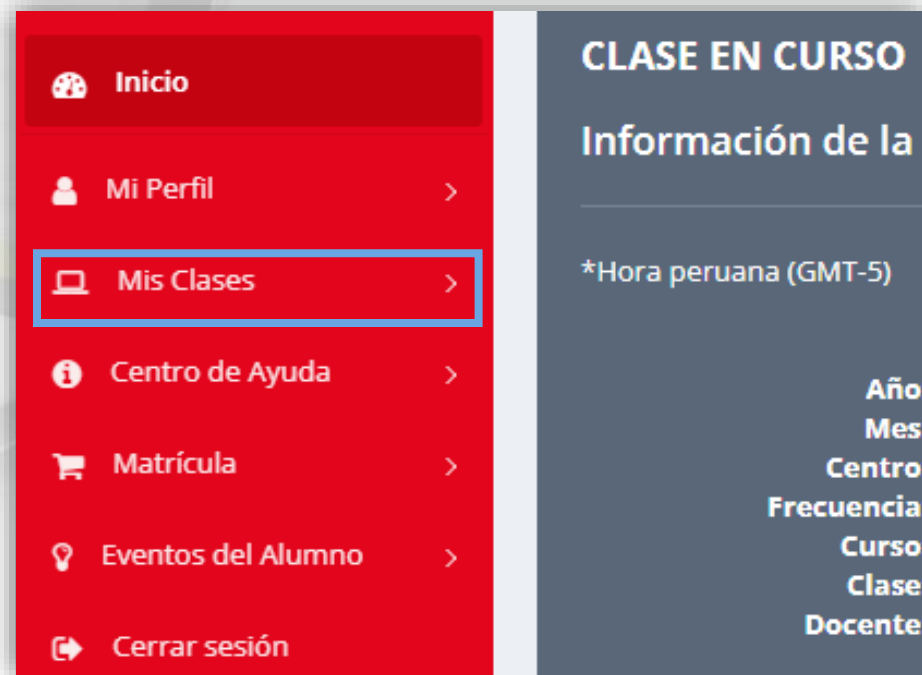 Inicio
Mi Perfil
Mis Clases
Centro de Ayuda
Matrícula
Eventos del Alumno
Cerrar sesión
CLASE EN CURSO
Información de la
*Hora peruana (GMT-5)
Año
Mes
Centro
Frecuencia
Curso
Clase
Docente